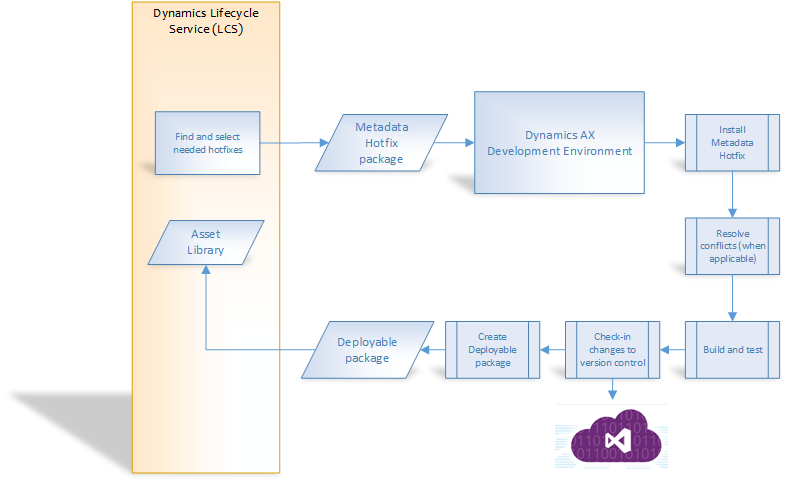 Dynamics Lifecycle
Service (LCS)
Find and select
needed hotfixes
Metadata
Hotfix
package
Dynamics AX
Development Environment
Install
Metadata
Hotfix
Asset
Library
Resolve
conflicts (when
applicable)
Deployable
package
Create
Deployable
package
Check-in
changes to
version control
Build and test